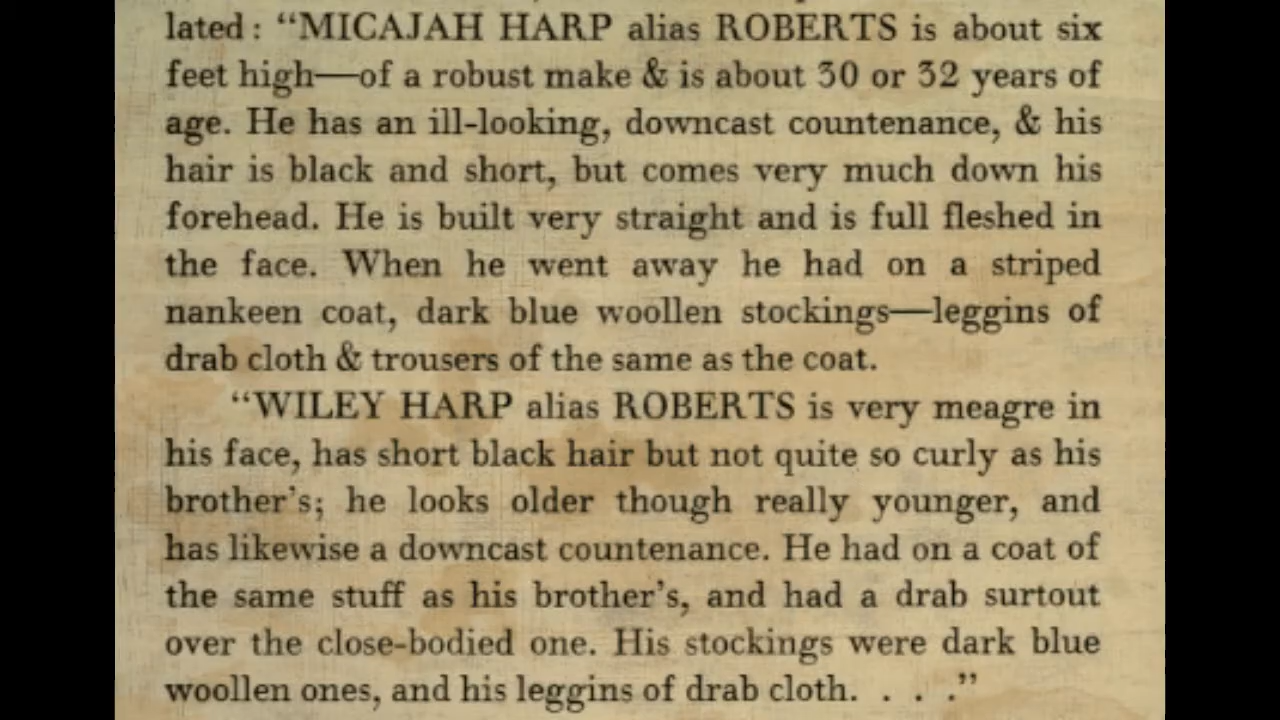 lated: “MICAJAH HARP alias ROBERTS is about six
feet high—of a robust make & is about 30 or 32 years of
age. He has an ill-looking, downcast countenance, & his
hair is black and short, but comes very much down his
forehead. He is built very straight and is full fleshed in
the face. When he went away he had on a striped
nankeen coat, dark blue woollen stockings—leggins of
drab cloth & trousers of the same as the coat.
“WILEY HARP alias ROBERTS is very meagre in
his face, has short black hair but not quite so curly as his
brother’s; he looks older though really younger, and
has likewise a downcast countenance. He had on a coat of
the same stuff as his brother’s, and had a drab surtout
over the close-bodied one. His stockings were dark blue
woollen ones, and his leggins of drab cloth. . . .”